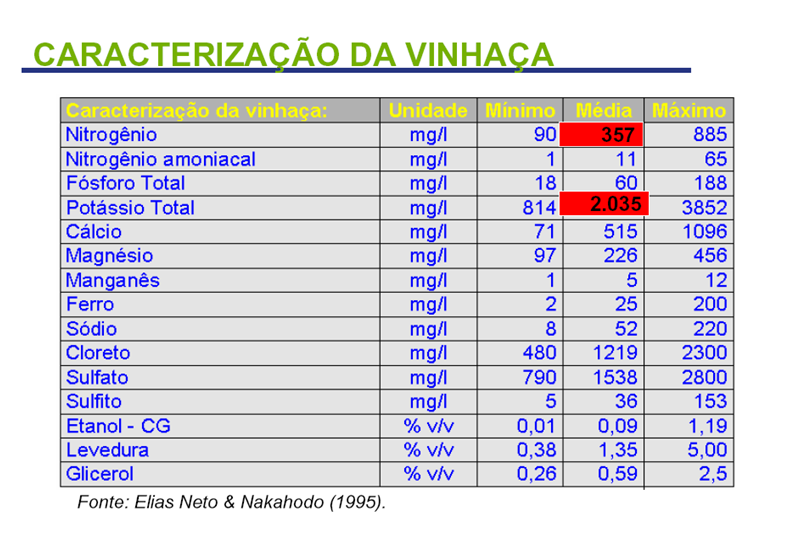 CARACTERIZAÇÃO DA VINHAÇA
Caracterização da vinhaça: Unidade Mínimo Média Máximo
Nitrogênio mg/l 90 357 885
Nitrogênio amoniacal mg/l 1 11 65
Fósforo Total mg/l 18 60 188
Potássio Total mg/l 814 2.035 3852
Cálcio mg/l 71 515 1096
Magnésio mg/l 97 226 456
Manganês mg/l 1 5 12
Ferro mg/l 2 25 200
Sódio mg/l 8 52 220
Cloreto mg/l 480 1219 2300
Sulfato mg/l 790 1538 2800
Sulfito mg/l 5 36 153
Etanol - CG % v/v 0,01 0,09 1,19
Levedura % v/v 0,38 1,35 5,00
Glicerol % v/v 0,26 0,59 2,5
Fonte: Elias Neto & Nakahodo (1995).